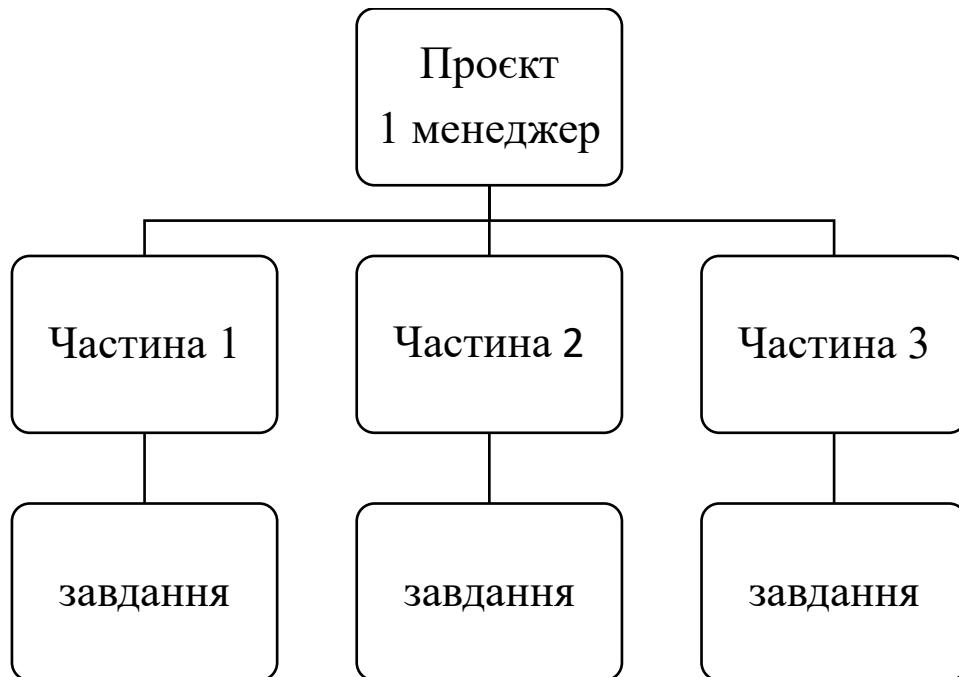 Проєкт
1 менеджер
Частина 1
Частина 2
Частина 3
завдання
завдання
завдання